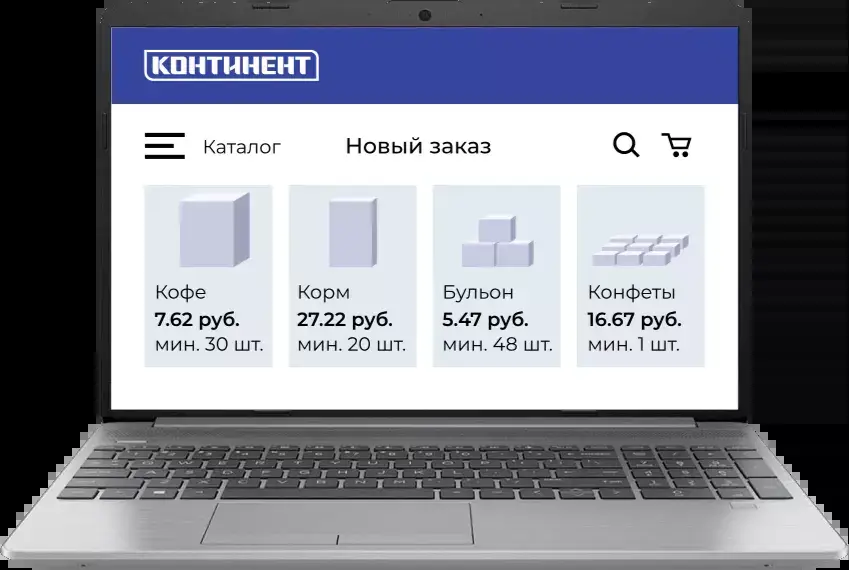 КОНТИНЕНТ
Каталог
Новый заказ
Кофе
7.62 руб.
мин. 30 шт.
Корм
27.22 руб.
мин. 20 шт.
Бульон
5.47 руб.
мин. 48 шт.
Конфеты
16.67 руб.
мин. 1 шт.